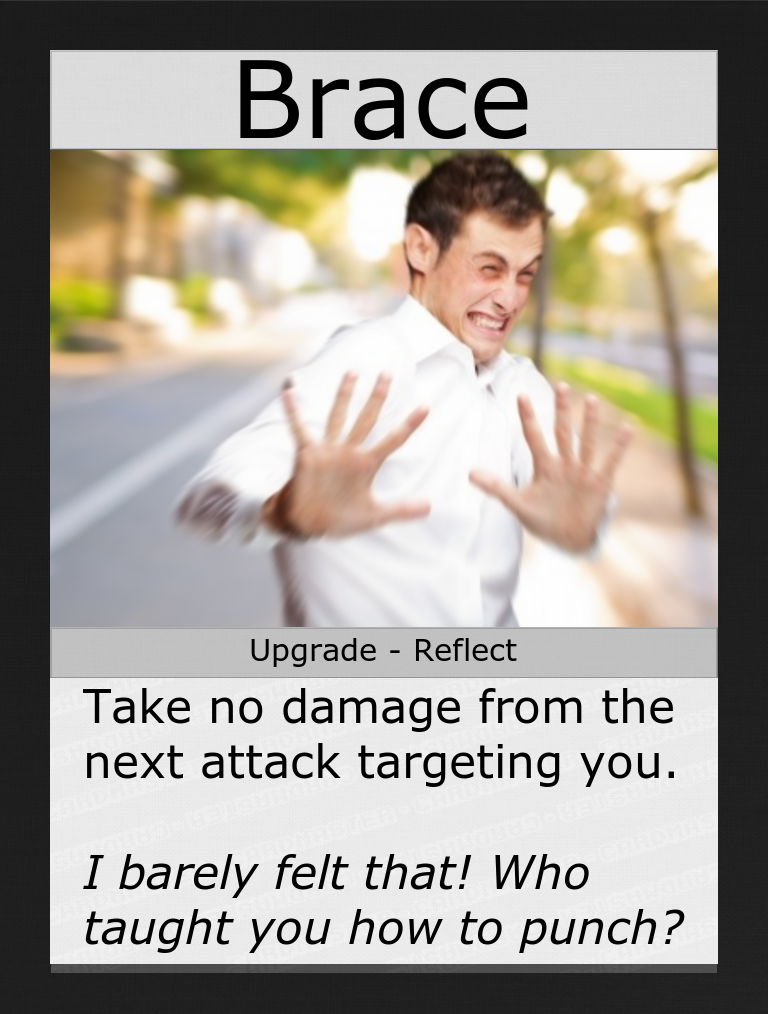 Brace
Upgrade - Reflect
Take no damage from the
next attack targeting you.
I barely felt that! Who
taught you how to punch?